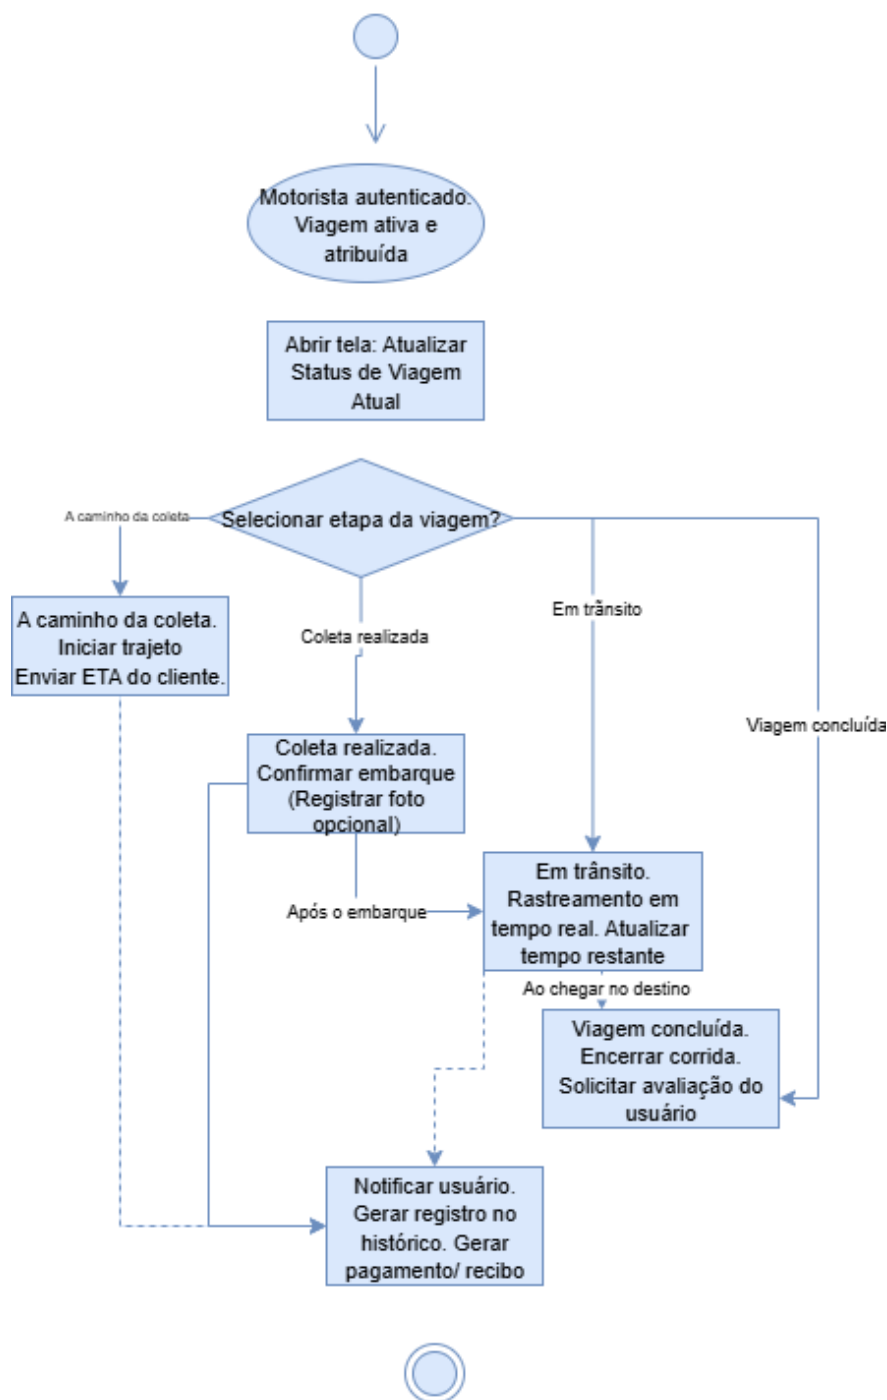 Motorista autenticado.
Viagem ativa e
atribuída
Abrir tela: Atualizar
Status de Viagem
Atual
A caminho da coleta
Selecionar etapa da viagem?
A caminho da coleta.
Iniciar trajeto
Enviar ETA do cliente.
Coleta realizada
Em trânsito
Viagem concluída
Coleta realizada.
Confirmar embarque
(Registrar foto
opcional)
Após o embarque
Em trânsito.
Rastreamento em
tempo real. Atualizar
tempo restante
Ao chegar no destino
Viagem concluída.
Encerrar corrida.
Solicitar avaliação do
usuário
Notificar usuário.
Gerar registro no
histórico. Gerar
pagamento/ recibo